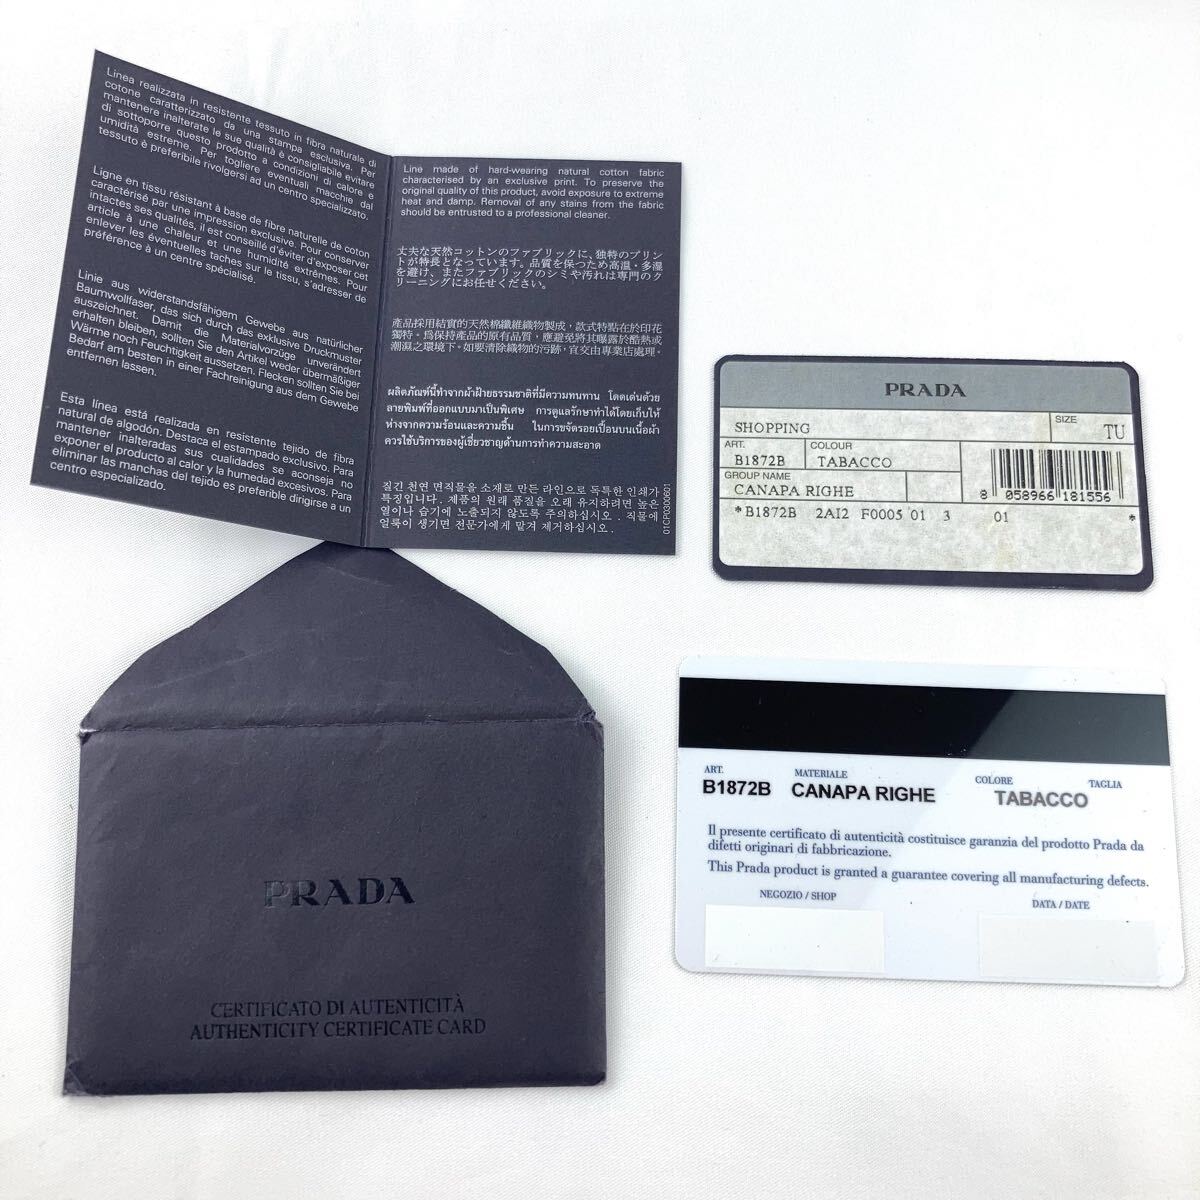 Linea realizzata in resistente tessuto in fibra naturale di
cotone caratterizzato da una stampa esclusiva. Per
mantenere inalterate le sue qualità è consigliabile evitare
di sottoporre questo prodotto a condizioni di calore e
umidità estreme. Per togliere eventuali macchie dal
tessuto è preferibile rivolgersi ad un centro specializzato.
Ligne en tissu résistant à base de fibre naturelle de coton
caractérisé par une impression exclusive. Pour conserver
intactes ses qualités, il est conseillé d'éviter d'exposer cet
article à une chaleur et une humidité extrêmes. Pour
enlever les éventuelles taches sur le tissu, s'adresser de
préférence à un centre spécialisé.
Linie aus widerstandsfähigem Gewebe aus natürlicher
Baumwollfaser, das sich durch das exklusive Druckmuster
auszeichnet. Damit die Materialvorzüge unverändert
erhalten bleiben, sollten Sie den Artikel weder übermäßiger
Wärme noch Feuchtigkeit aussetzen. Flecken sollten Sie bei
Bedarf am besten in einer Fachreinigung aus dem Gewebe
entfernen lassen.
Esta línea está realizada en resistente tejido de fibra
natural de algodón. Destaca el estampado exclusivo. Para
mantener inalteradas sus cualidades se aconseja no
exponer el producto al calor y la humedad excesivos. Para
eliminar las manchas del tejido es preferible dirigirse a un
centro especializado.
Line made of hard-wearing natural cotton fabric
characterised by an exclusive print. To preserve the
original quality of this product, avoid exposure to extreme
heat and damp. Removal of any stains from the fabric
should be entrusted to a professional cleaner.
丈夫な天然コットンのファブリックに、独特のプリン
トが特長となっています。品質を保つため高温・多湿
を避け、またファブリックのシミや汚れは専門のク
リーニングにお任せください。
產品採用結實的天然棉纖維織物製成，款式特點在於印花
獨特。爲保持產品的原有品質，應避免將其曝露於酷熱或
潮濕之環境下。如要清除織物的污跡，宜交由專業店處理。
ผลิตภัณฑ์นี้ทำจากผ้าฝ้ายธรรมชาติที่มีความทนทาน โดดเด่นด้วย
ลายพิมพ์ที่ออกแบบมาเป็นพิเศษ การดูแลรักษาทำได้โดยเก็บให้
ห่างจากความร้อนและความชื้น ในการขจัดรอยเปื้อนบนเนื้อผ้า
ควรใช้บริการของผู้เชี่ยวชาญด้านการทำความสะอาด
질긴 천연 면직물을 소재로 만든 라인으로 독특한 인쇄가
특징입니다. 제품의 원래 품질을 오래 유지하려면 높은
열이나 습기에 노출되지 않도록 주의하십시오. 직물에
얼룩이 생기면 전문가에게 맡겨 제거하십시오.
01CP0300601
PRADA
SHOPPING
SIZE
TU
ART.
B1872B
COLOUR
TABACCO
GROUP NAME
CANAPA RIGHE
8 058966 181556
*B1872B 2AI2 F0005 01 3 01 *
ART.
B1872B
MATERIALE
CANAPA RIGHE
COLORE
TABACCO
TAGLIA
Il presente certificato di autenticità costituisce garanzia del prodotto Prada da
difetti originari di fabbricazione.
This Prada product is granted a guarantee covering all manufacturing defects.
NEGOZIO / SHOP
DATA / DATE
PRADA
CERTIFICATO DI AUTENTICITÀ
AUTHENTICITY CERTIFICATE CARD